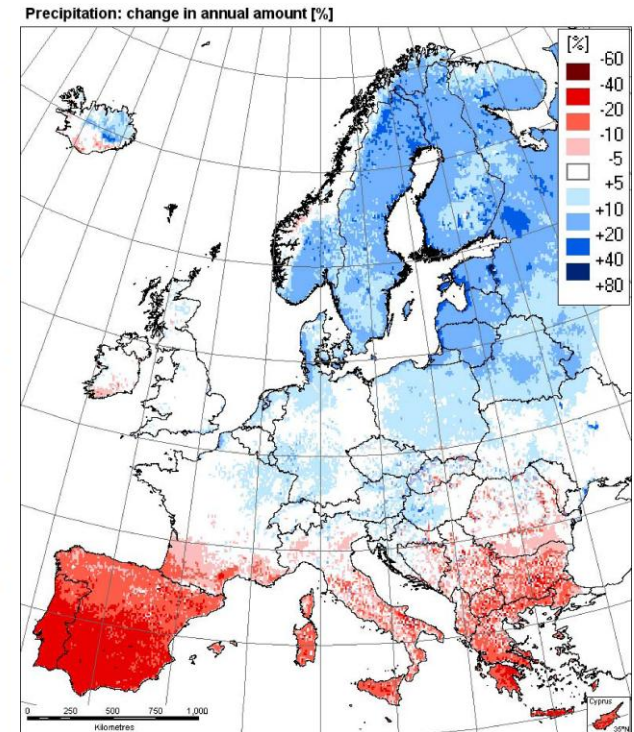 Precipitation: change in annual amount [%]
[%]
-60
-40
-20
-10
-5
+5
+10
+20
+40
+80
0 250 500 750 1,000
Kilometres
Cyprus
35°N